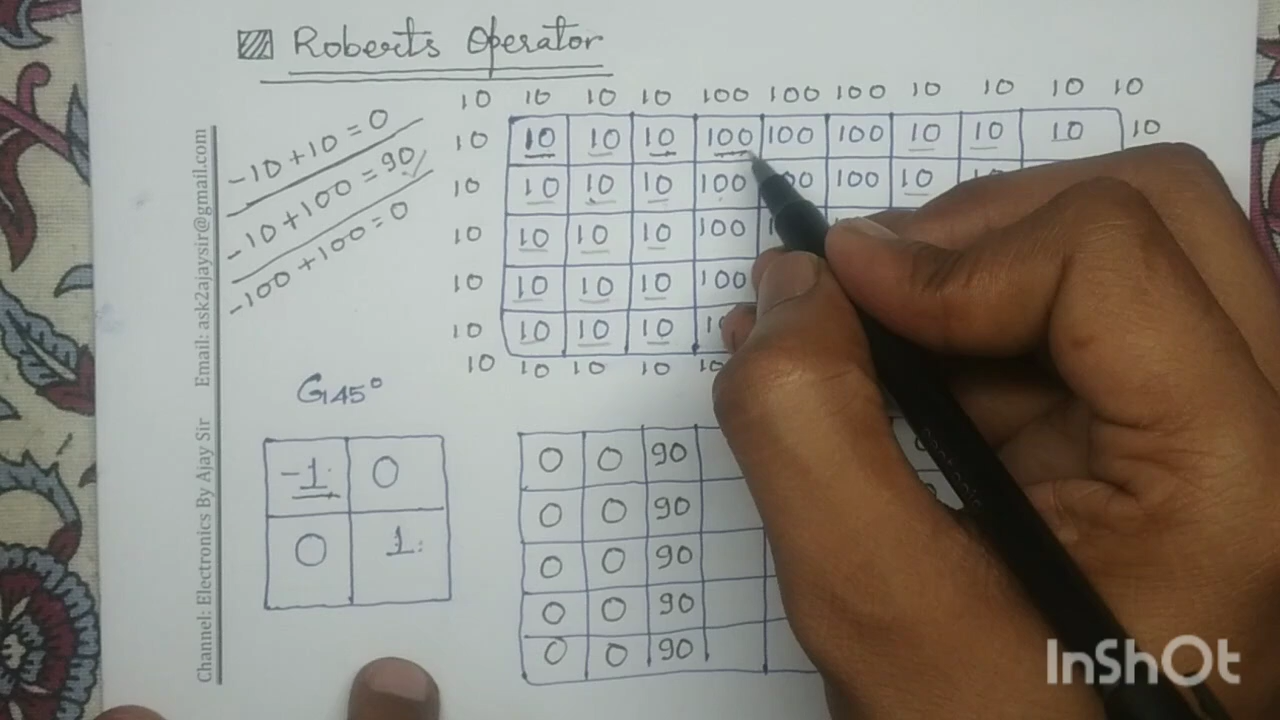 Roberts Operator
10 10 10 10 100 100 100 10 10 10 10
10 10 10 10 100 100 100 10 10 10 10
10 10 10 10 100 00 100 10
10 10 10 10 100
10 10 10 10 100
10 10 10 10
10 10 10 10
-10 +10 = 0
-10 +100 = 90
-100 +100 = 0
G45°
-1 0
0 1
0 0 90
0 0 90
0 0 90
0 0 90
0 0 90
Channel: Electronics By Ajay Sir Email: ask2ajaysir@gmail.com
InShOt